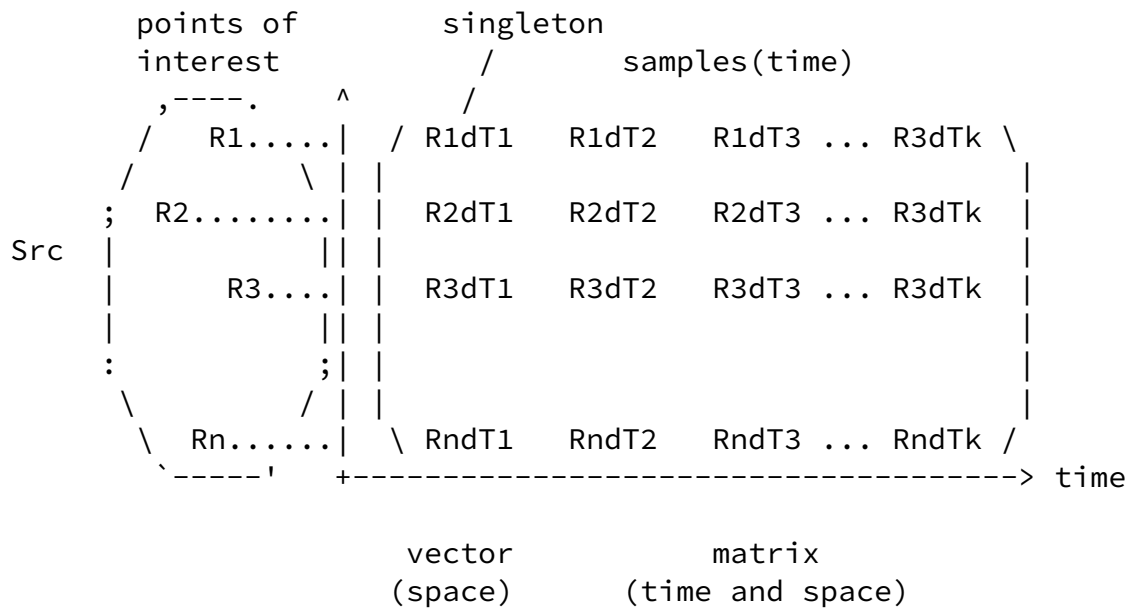 points of singleton
interest / samples(time)
,----. ^ /
/ R1.....| / R1dT1 R1dT2 R1dT3 ... R3dTk \
/ \ | | |
; R2........| | R2dT1 R2dT2 R2dT3 ... R3dTk |
Src | || | |
| R3....| | R3dT1 R3dT2 R3dT3 ... R3dTk |
| || | |
: ;| | |
\ / | | |
\ Rn......| \ RndT1 RndT2 RndT3 ... RndTk /
`-----' +-------------------------------------> time
vector matrix
(space) (time and space)